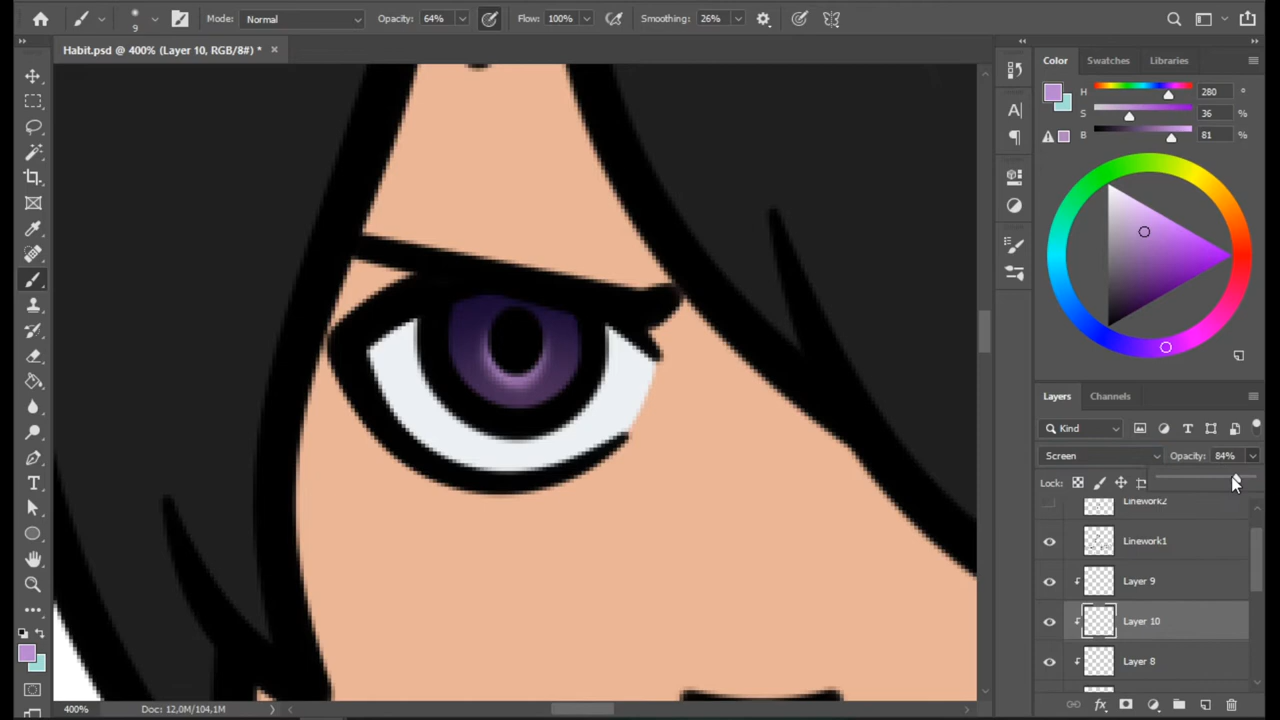 9
Mode: Normal
Opacity: 64%
Flow: 100%
Smoothing: 26%
Habit.psd @ 400% (Layer 10, RGB/8#) *
Color Swatches Libraries
H 280 °
S 36 %
B 81 %
Layers Channels
Kind
Screen
Opacity: 84%
Lock:
Linework2
Linework1
Layer 9
Layer 10
Layer 8
400%
Doc: 12,0M/104,1M